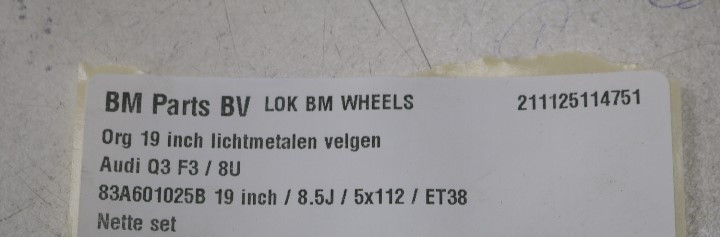 BM Parts BV LOK BM WHEELS 211125114751
Org 19 inch lichtmetalen velgen
Audi Q3 F3 / 8U
83A601025B 19 inch / 8.5J / 5x112 / ET38
Nette set